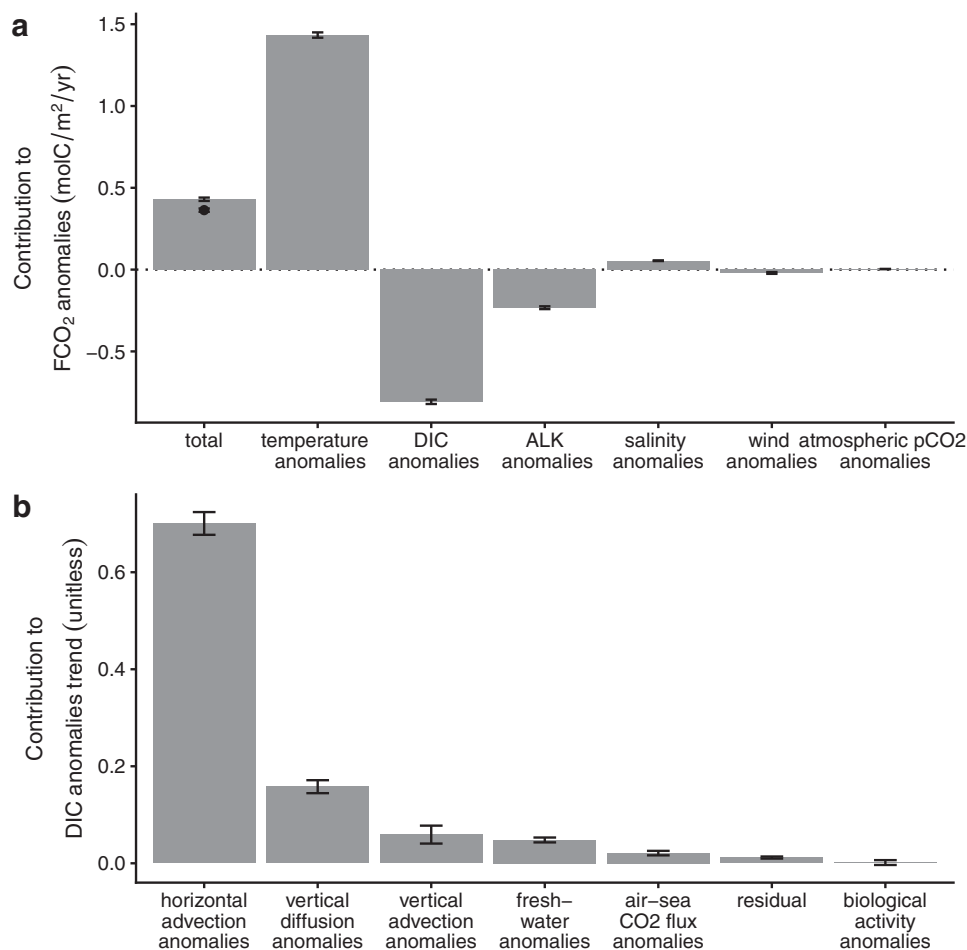 a
Contribution to
FCO₂ anomalies (molC/m²/yr)
1.5
1.0
0.5
0.0
−0.5
total
temperature
anomalies
DIC
anomalies
ALK
anomalies
salinity
anomalies
wind
anomalies
atmospheric pCO2
anomalies
b
Contribution to
DIC anomalies trend (unitless)
0.6
0.4
0.2
0.0
horizontal
advection
anomalies
vertical
diffusion
anomalies
vertical
advection
anomalies
fresh−
water
anomalies
air−sea
CO2 flux
anomalies
residual
biological
activity
anomalies